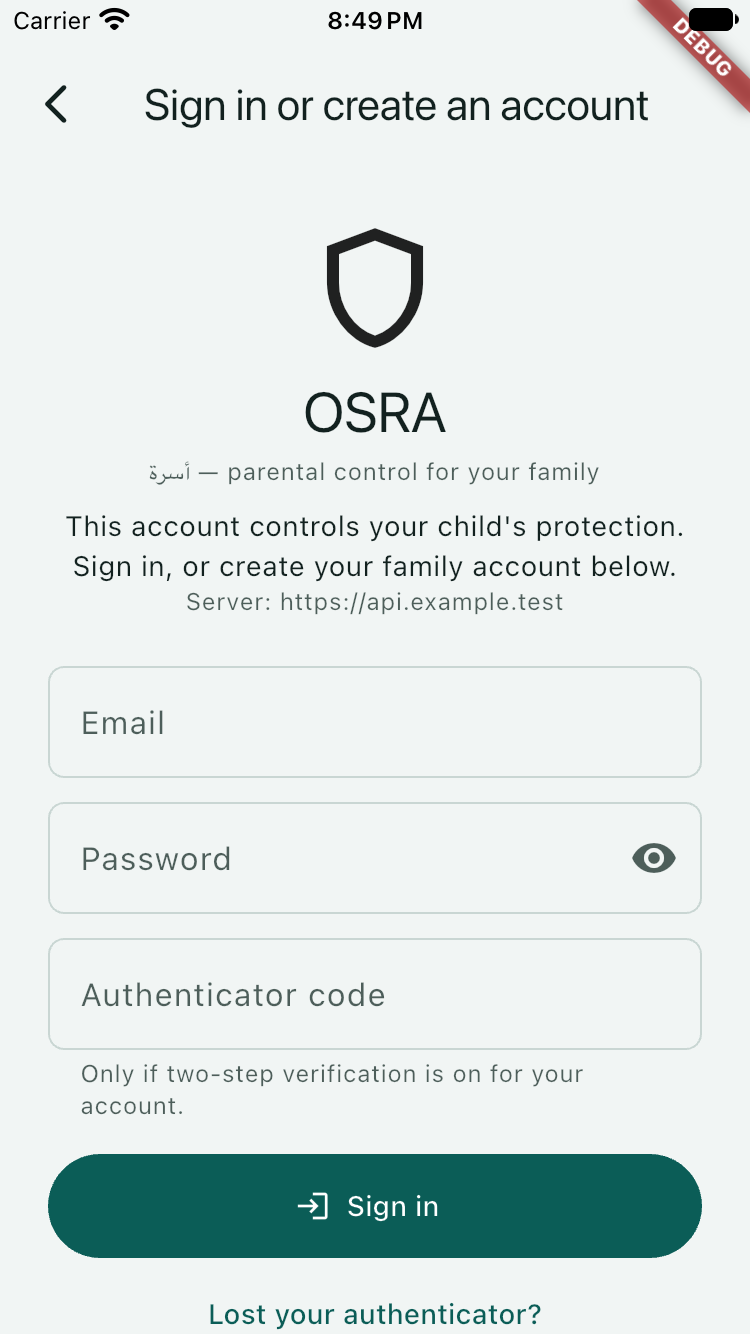 Carrier 8:49 PM
DEBUG
Sign in or create an account
OSRA
أسرة — parental control for your family
This account controls your child's protection.
Sign in, or create your family account below.
Server: https://api.example.test
Email
Password
Authenticator code
Only if two-step verification is on for your
account.
Sign in
Lost your authenticator?